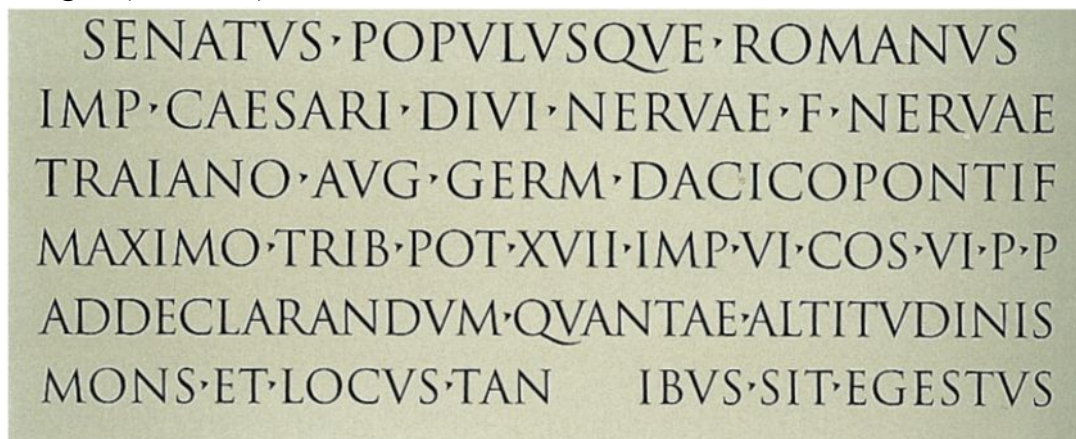 SENATVS·POPVLVSQVE·ROMANVS
IMP·CAESARI·DIVI·NERVAE·F·NERVAE
TRAIANO·AVG·GERM·DACICOPONTIF
MAXIMO·TRIB·POT·XVII·IMP·VI·COS·VI·P·P
ADDECLARANDVM·QVANTAE·ALTITVDINIS
MONS·ET·LOCVS·TAN IBVS·SIT·EGESTVS